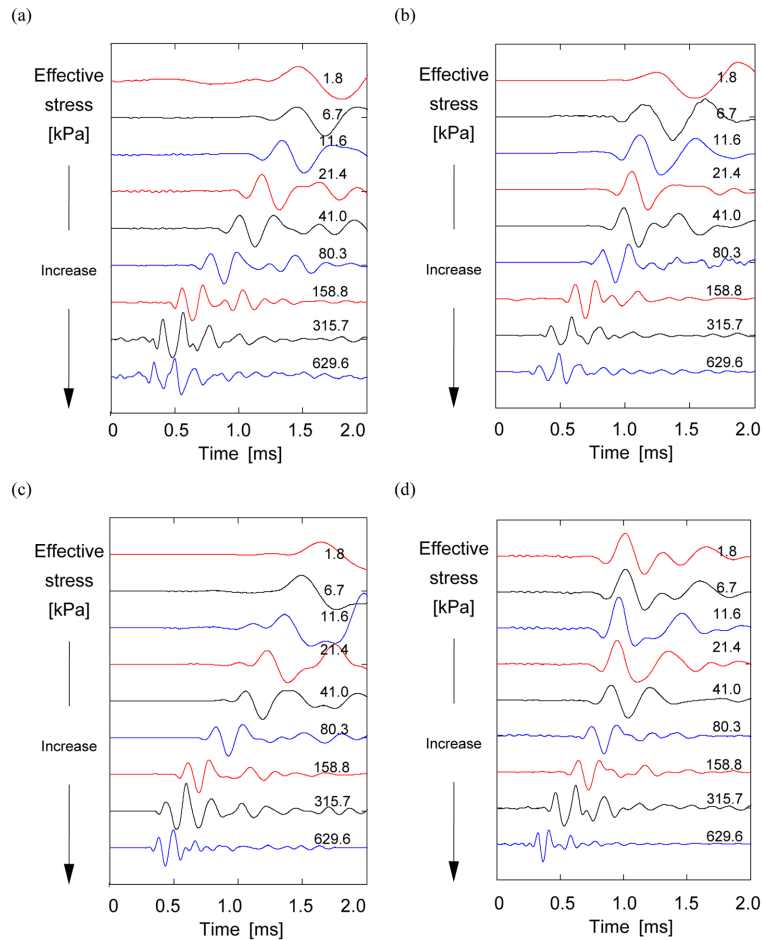 (a)
Effective
stress
[kPa]
Increase
1.8
6.7
11.6
21.4
41.0
80.3
158.8
315.7
629.6
0 0.5 1.0 1.5 2.0
Time [ms]
(b)
Effective
stress
[kPa]
Increase
1.8
6.7
11.6
21.4
41.0
80.3
158.8
315.7
629.6
0 0.5 1.0 1.5 2.0
Time [ms]
(c)
Effective
stress
[kPa]
Increase
1.8
6.7
11.6
21.4
41.0
80.3
158.8
315.7
629.6
0 0.5 1.0 1.5 2.0
Time [ms]
(d)
Effective
stress
[kPa]
Increase
1.8
6.7
11.6
21.4
41.0
80.3
158.8
315.7
629.6
0 0.5 1.0 1.5 2.0
Time [ms]